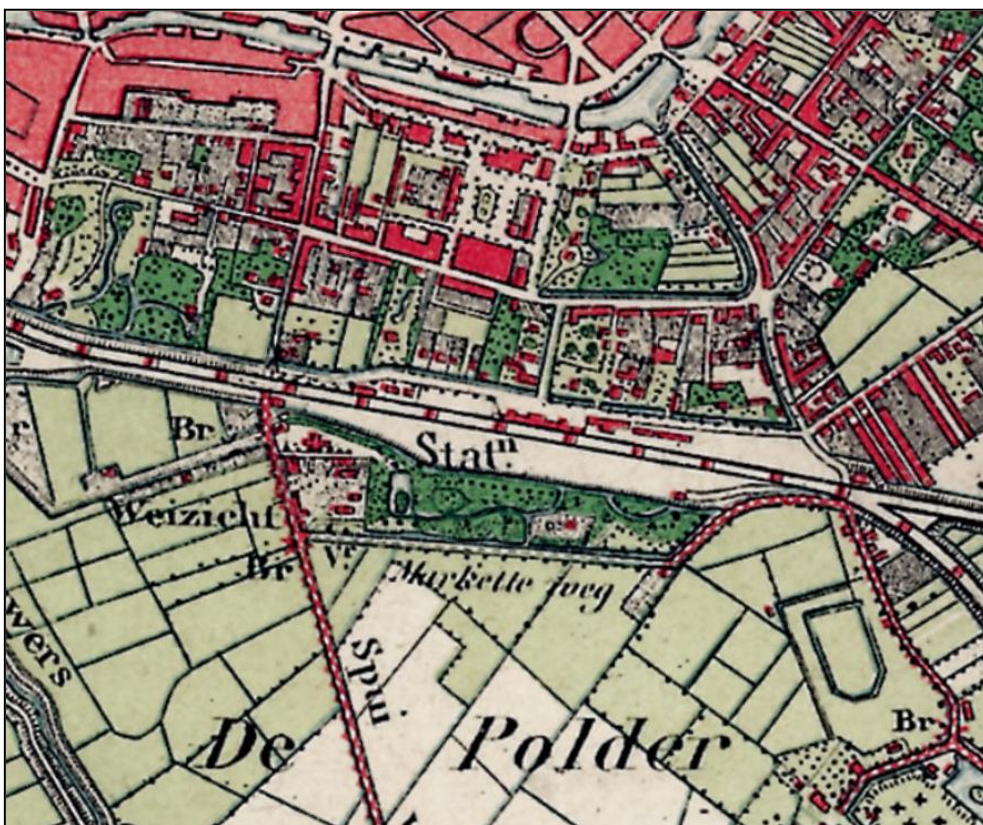 Statⁿ.
r
Br
Weizicht
Br
Vr.
Markette weg
wers
Spui
De Polder
Br